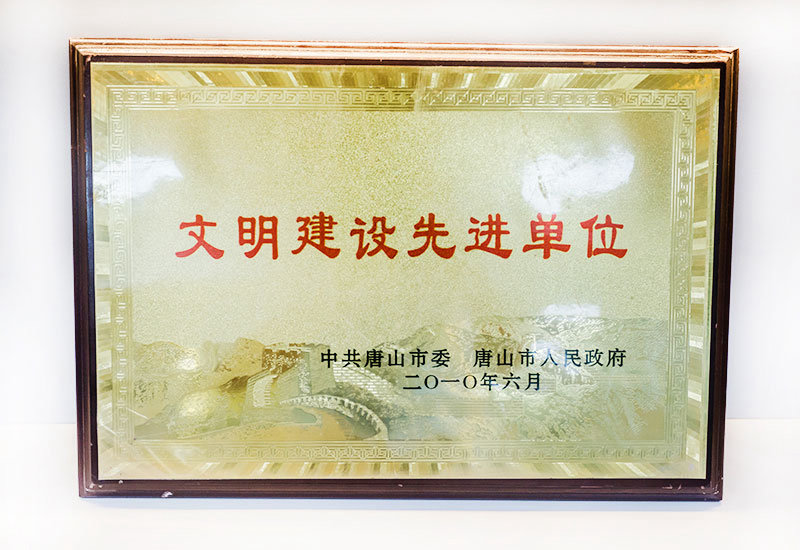 文明建设先进单位
中共唐山市委 唐山市人民政府
二〇一〇年六月